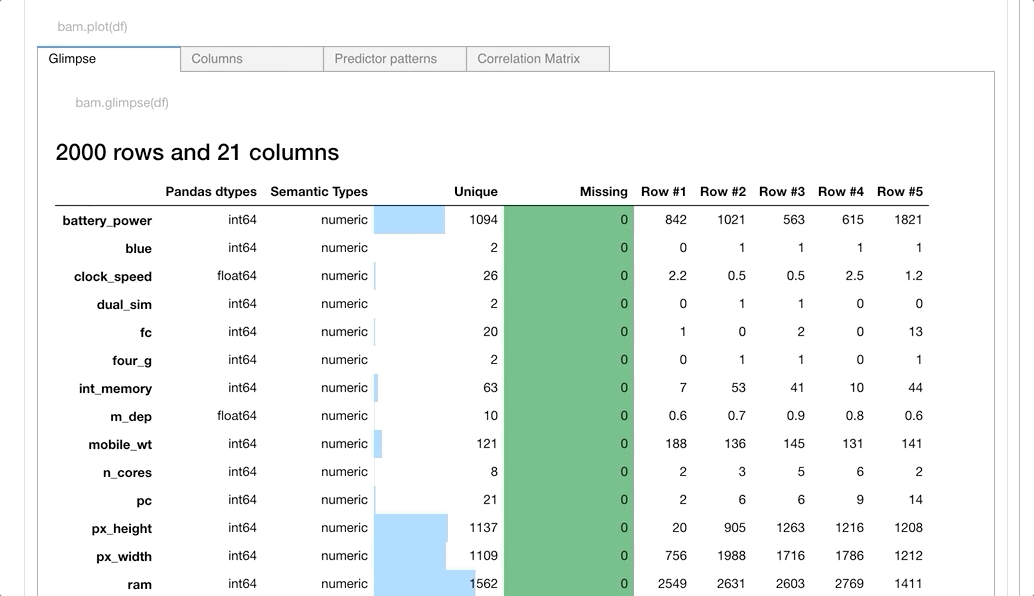 bam.plot(df)
Glimpse Columns Predictor patterns Correlation Matrix
bam.glimpse(df)
2000 rows and 21 columns
Pandas dtypes Semantic Types Unique Missing Row #1 Row #2 Row #3 Row #4 Row #5
battery_power int64 numeric 1094 0 842 1021 563 615 1821
blue int64 numeric 2 0 0 1 1 1 1
clock_speed float64 numeric 26 0 2.2 0.5 0.5 2.5 1.2
dual_sim int64 numeric 2 0 0 1 1 0 0
fc int64 numeric 20 0 1 0 2 0 13
four_g int64 numeric 2 0 0 1 1 0 1
int_memory int64 numeric 63 0 7 53 41 10 44
m_dep float64 numeric 10 0 0.6 0.7 0.9 0.8 0.6
mobile_wt int64 numeric 121 0 188 136 145 131 141
n_cores int64 numeric 8 0 2 3 5 6 2
pc int64 numeric 21 0 2 6 6 9 14
px_height int64 numeric 1137 0 20 905 1263 1216 1208
px_width int64 numeric 1109 0 756 1988 1716 1786 1212
ram int64 numeric 1562 0 2549 2631 2603 2769 1411